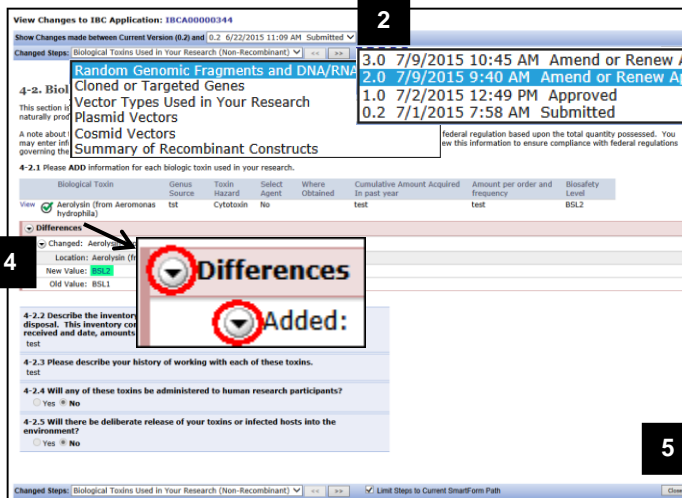 View Changes to IBC Application: IBCA00000344
2
Show Changes made between Current Version (0.2) and 0.2 6/22/2015 11:09 AM Submitted
Changed Steps: Biological Toxins Used in Your Research (Non-Recombinant) << >>
3.0 7/9/2015 10:45 AM Amend or Renew
2.0 7/9/2015 9:40 AM Amend or Renew
1.0 7/2/2015 12:49 PM Approved
0.2 7/1/2015 7:58 AM Submitted
Random Genomic Fragments and DNA/RNA
Cloned or Targeted Genes
Vector Types Used in Your Research
Plasmid Vectors
Cosmid Vectors
Summary of Recombinant Constructs
4-2.
This section is
naturally
A note about federal regulation based upon the total quantity possessed. You
may enter this information to ensure compliance with federal regulations
governing the
4-2.1 Please ADD information for each biologic toxin used in your research.
Biological Toxin Genus Source Toxin Hazard Select Agent Where Obtained Cumulative Amount Acquired In past year Amount per order and frequency Biosafety Level
View Aerolysin (from Aeromonas hydrophila) tst Cytotoxin No test test BSL2
Differences
Changed: Aerolysin
Location: Aerolysin
New Value: BSL2
Old Value: BSL1
4
Differences
Added:
4-2.2 Describe the inventory
disposal. This inventory
received and date, amounts
test
4-2.3 Please describe your history of working with each of these toxins.
test
4-2.4 Will any of these toxins be administered to human research participants?
Yes No
4-2.5 Will there be deliberate release of your toxins or infected hosts into the
environment?
Yes No
5
Changed Steps: Biological Toxins Used in Your Research (Non-Recombinant) << >> Limit Steps to Current SmartForm Path Close